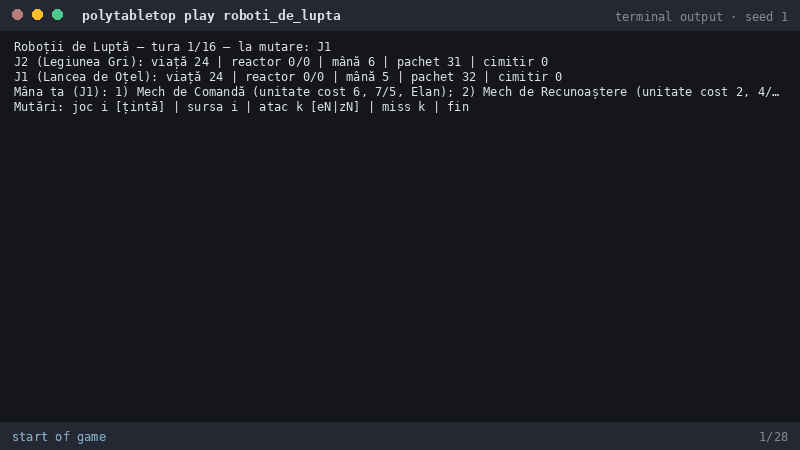 polytabletop play roboti_de_lupta
terminal output · seed 1
Roboții de Luptă — tura 1/16 — la mutare: J1
J2 (Legiunea Gri): viață 24 | reactor 0/0 | mână 6 | pachet 31 | cimitir 0
J1 (Lancea de Oțel): viață 24 | reactor 0/0 | mână 5 | pachet 32 | cimitir 0
Mâna ta (J1): 1) Mech de Comandă (unitate cost 6, 7/5, Elan); 2) Mech de Recunoaștere (unitate cost 2, 4/…
Mutări: joc i [țintă] | sursa i | atac k [eN|zN] | miss k | fin
start of game
1/28